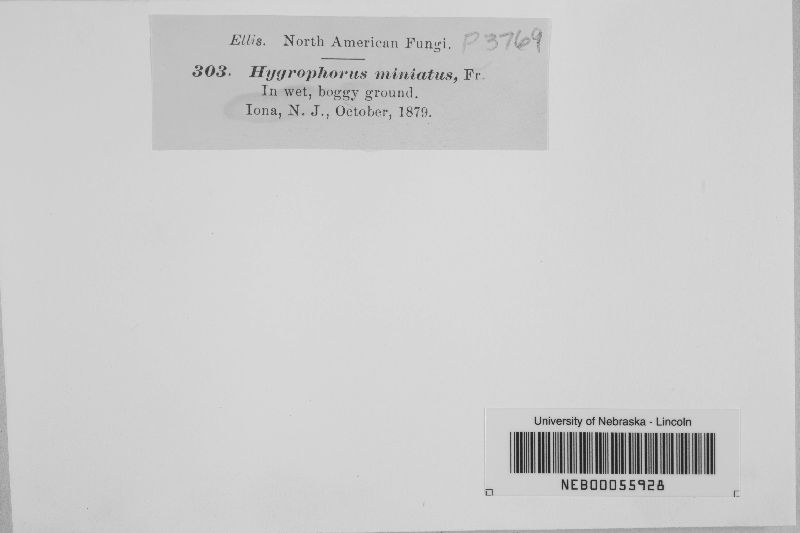 Ellis. North American Fungi. P3769
303. Hygrophorus miniatus, Fr.
In wet, boggy ground.
Iona, N. J., October, 1879.
University of Nebraska - Lincoln
NEB00055928